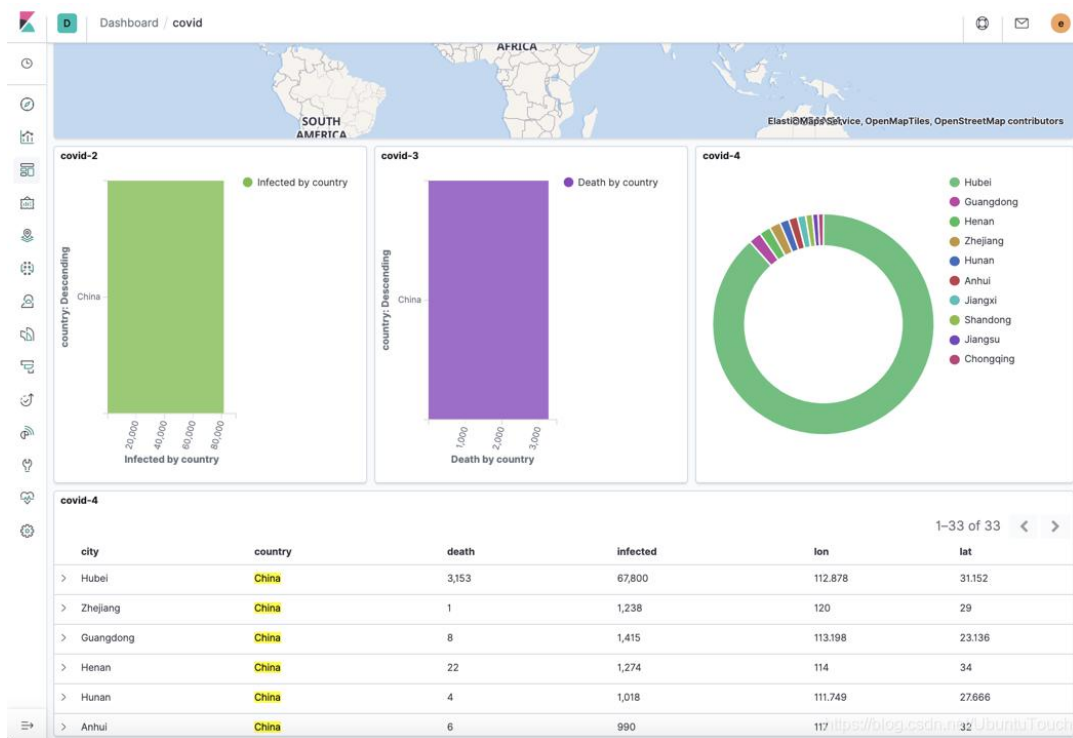 D Dashboard / covid e
AFRICA
SOUTH
AMERICA
Elastic Maps Service, OpenMapTiles, OpenStreetMap contributors
covid-2
Infected by country
country: Descending
China
20,000 40,000 60,000 80,000
Infected by country
covid-3
Death by country
country: Descending
China
1,000 2,000 3,000
Death by country
covid-4
Hubei
Guangdong
Henan
Zhejiang
Hunan
Anhui
Jiangxi
Shandong
Jiangsu
Chongqing
covid-4
1–33 of 33
city country death infected lon lat
Hubei China 3,153 67,800 112.878 31.152
Zhejiang China 1 1,238 120 29
Guangdong China 8 1,415 113.198 23.136
Henan China 22 1,274 114 34
Hunan China 4 1,018 111.749 27.666
Anhui China 6 990 117 32
https://blog.csdn.net/UbuntuTouch